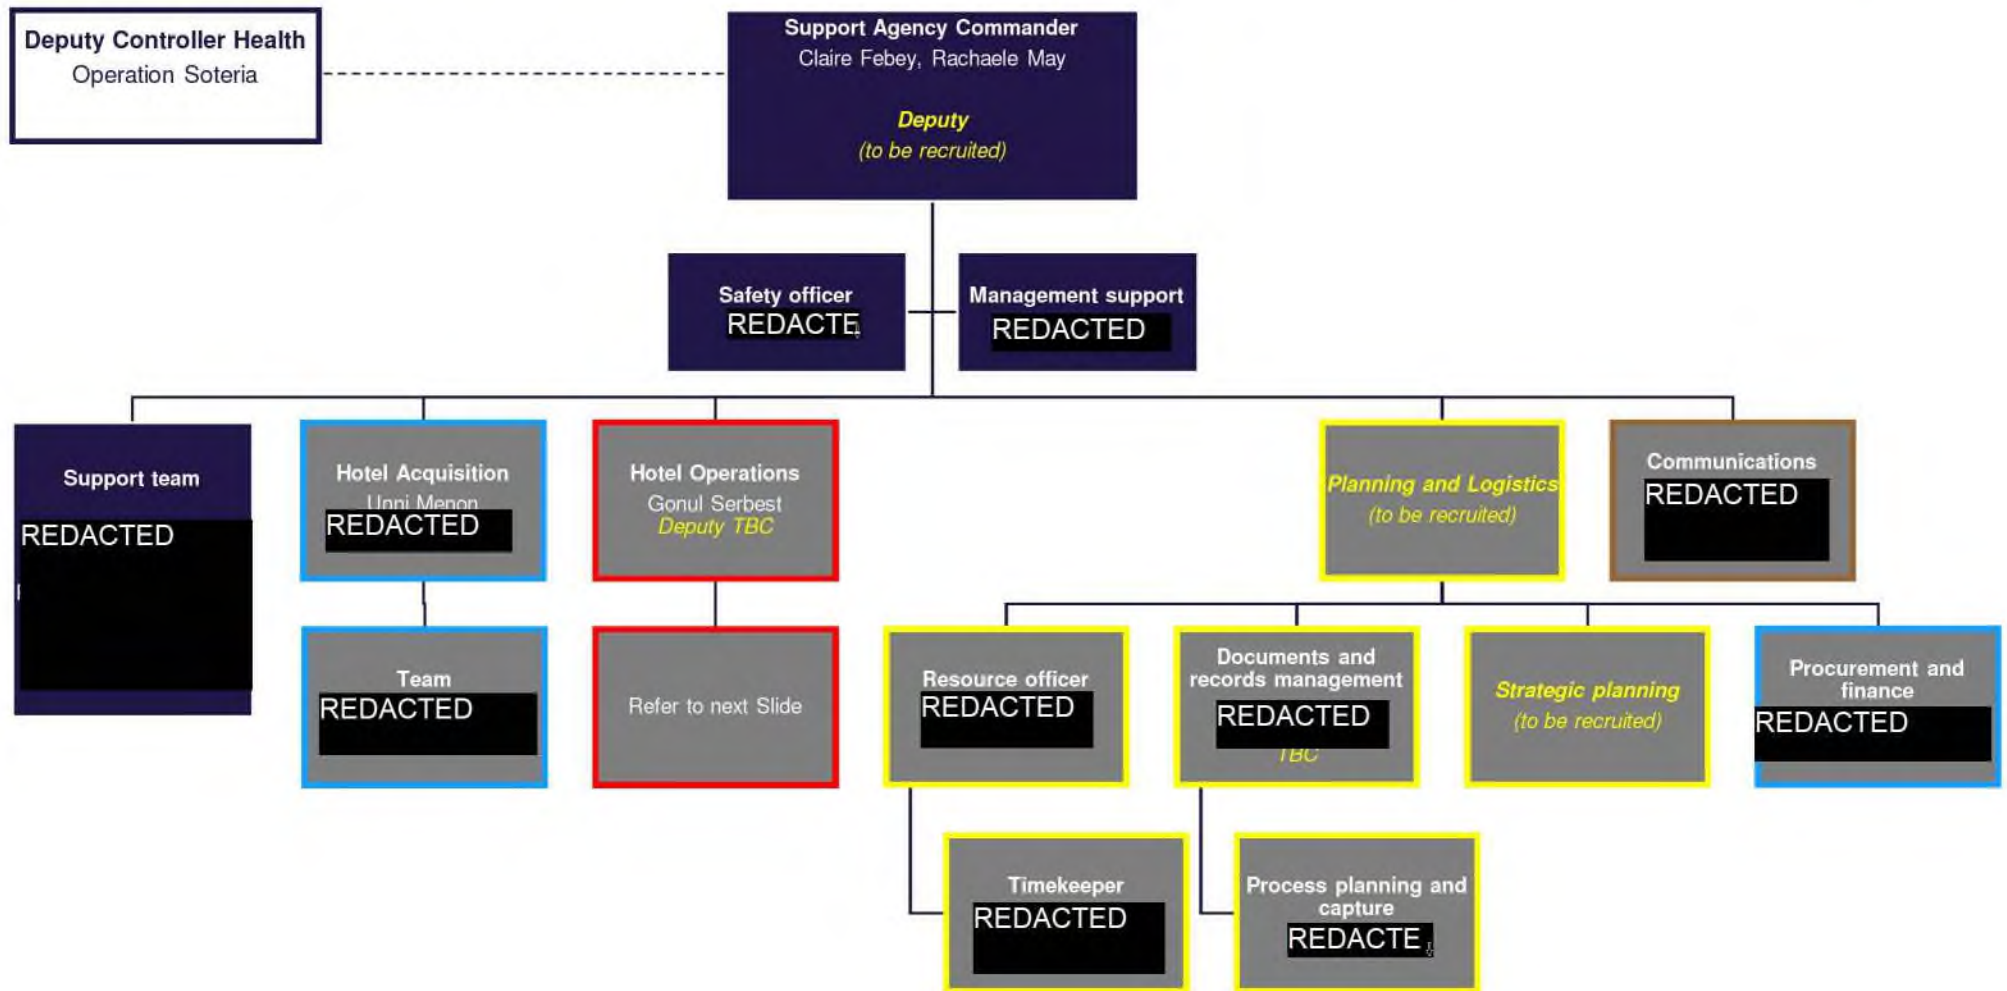 Deputy Controller Health
Operation Soteria
Support Agency Commander
Claire Febey, Rachaele May
Deputy
(to be recruited)
Safety officer
REDACTE
Management support
REDACTED
Support team
REDACTED
Hotel Acquisition
Unni Menon
REDACTED
Hotel Operations
Gonul Serbest
Deputy TBC
Planning and Logistics
(to be recruited)
Communications
REDACTED
Team
REDACTED
Refer to next Slide
Resource officer
REDACTED
Documents and
records management
REDACTED
TBC
Strategic planning
(to be recruited)
Procurement and
finance
REDACTED
Timekeeper
REDACTED
Process planning and
capture
REDACTE